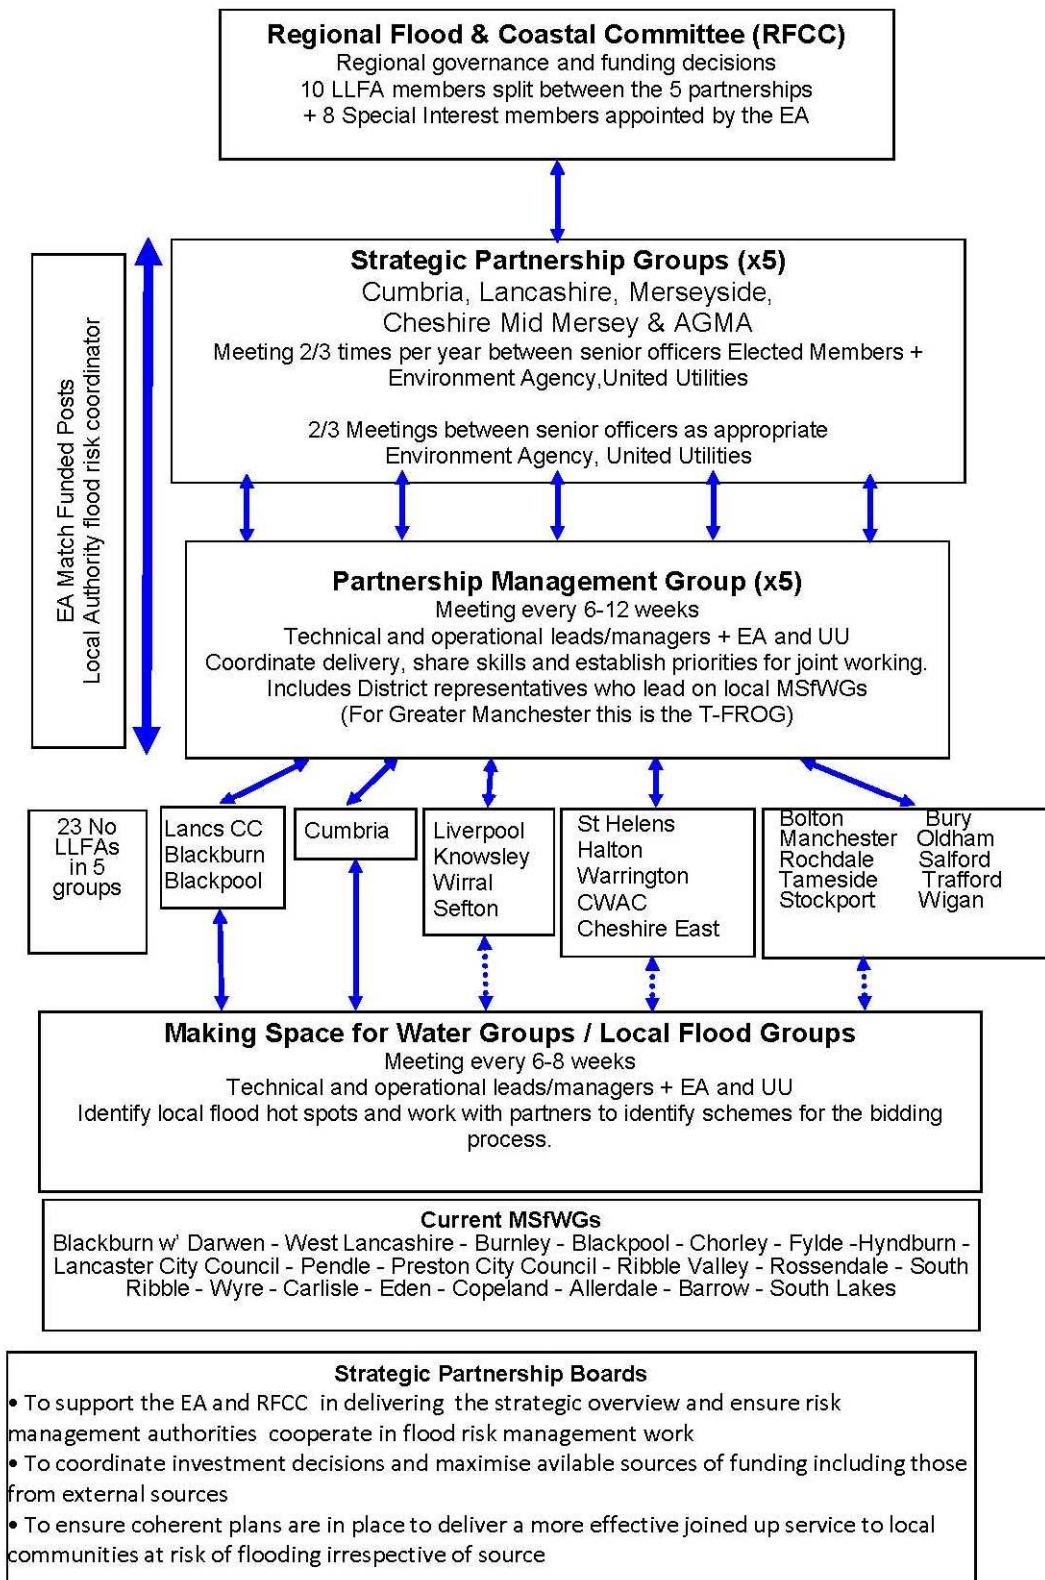 Regional Flood & Coastal Committee (RFCC)
Regional governance and funding decisions
10 LLFA members split between the 5 partnerships
+ 8 Special Interest members appointed by the EA
EA Match Funded Posts
Local Authority flood risk coordinator
Strategic Partnership Groups (x5)
Cumbria, Lancashire, Merseyside,
Cheshire Mid Mersey & AGMA
Meeting 2/3 times per year between senior officers Elected Members +
Environment Agency,United Utilities
2/3 Meetings between senior officers as appropriate
Environment Agency, United Utilities
Partnership Management Group (x5)
Meeting every 6-12 weeks
Technical and operational leads/managers + EA and UU
Coordinate delivery, share skills and establish priorities for joint working.
Includes District representatives who lead on local MSfWGs
(For Greater Manchester this is the T-FROG)
23 No
LLFAs
in 5
groups
Lancs CC
Blackburn
Blackpool
Cumbria
Liverpool
Knowsley
Wirral
Sefton
St Helens
Halton
Warrington
CWAC
Cheshire East
Bolton Bury
Manchester Oldham
Rochdale Salford
Tameside Trafford
Stockport Wigan
Making Space for Water Groups / Local Flood Groups
Meeting every 6-8 weeks
Technical and operational leads/managers + EA and UU
Identify local flood hot spots and work with partners to identify schemes for the bidding
process.
Current MSfWGs
Blackburn w' Darwen - West Lancashire - Burnley - Blackpool - Chorley - Fylde -Hyndburn -
Lancaster City Council - Pendle - Preston City Council - Ribble Valley - Rossendale - South
Ribble - Wyre - Carlisle - Eden - Copeland - Allerdale - Barrow - South Lakes
Strategic Partnership Boards
• To support the EA and RFCC in delivering the strategic overview and ensure risk
management authorities cooperate in flood risk management work
• To coordinate investment decisions and maximise avilable sources of funding including those
from external sources
• To ensure coherent plans are in place to deliver a more effective joined up service to local
communities at risk of flooding irrespective of source